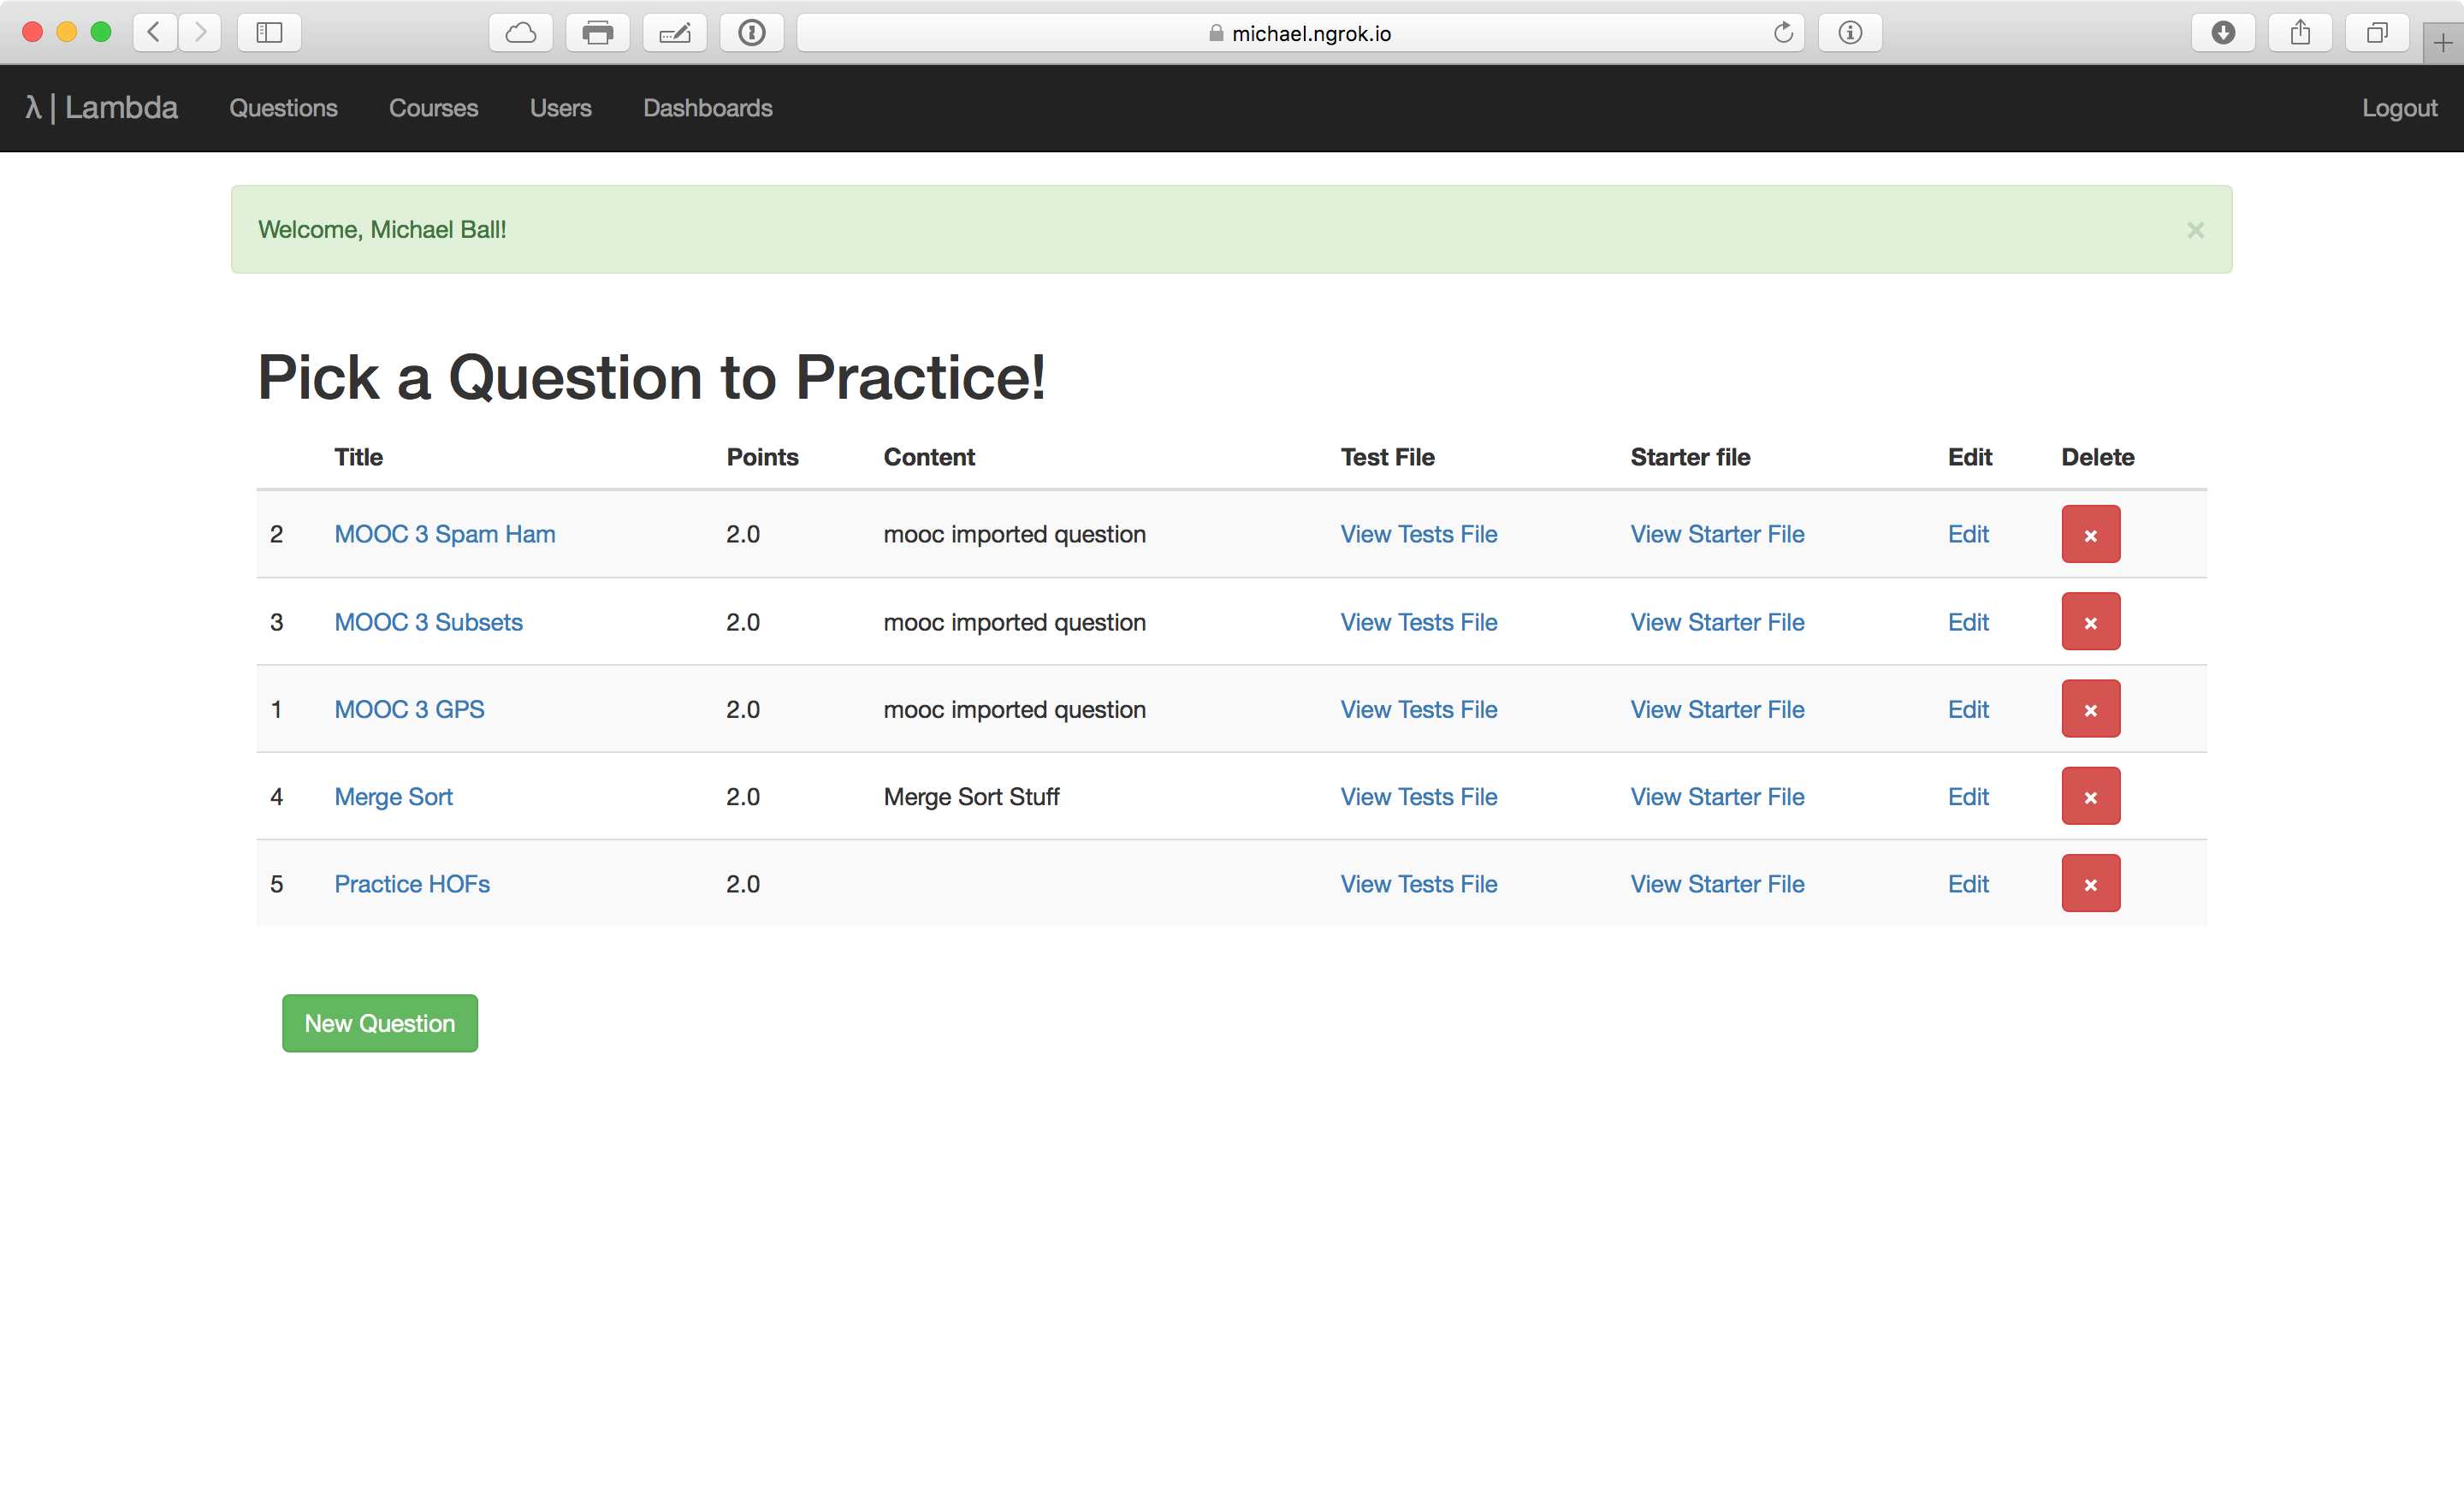 michael.ngrok.io
λ | Lambda Questions Courses Users Dashboards Logout
Welcome, Michael Ball! ×
Pick a Question to Practice!
Title Points Content Test File Starter file Edit Delete
2 MOOC 3 Spam Ham 2.0 mooc imported question View Tests File View Starter File Edit ×
3 MOOC 3 Subsets 2.0 mooc imported question View Tests File View Starter File Edit ×
1 MOOC 3 GPS 2.0 mooc imported question View Tests File View Starter File Edit ×
4 Merge Sort 2.0 Merge Sort Stuff View Tests File View Starter File Edit ×
5 Practice HOFs 2.0 View Tests File View Starter File Edit ×
New Question